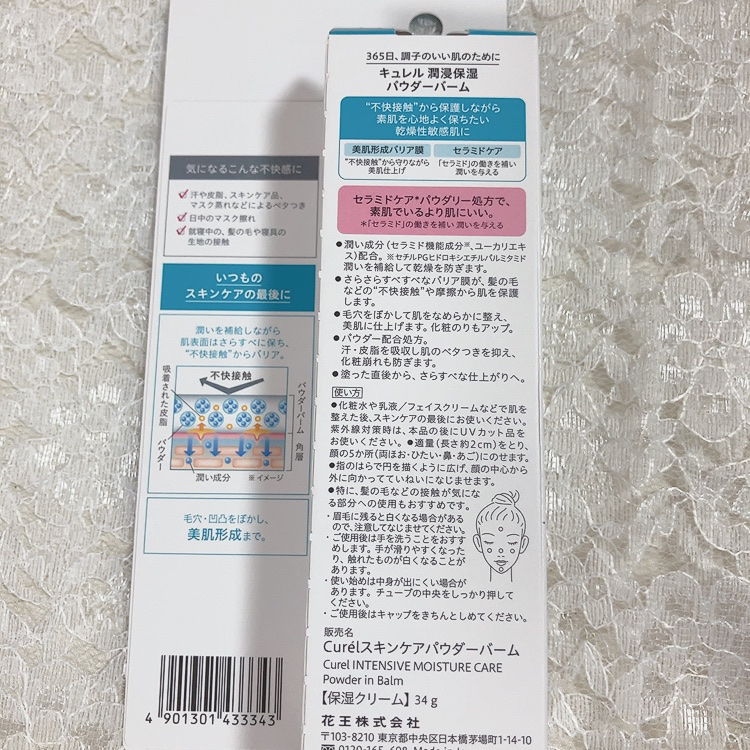 気になるこんな不快感に
汗や皮脂、スキンケア品、
マスク蒸れなどによるベタつき
日中のマスク擦れ
就寝中の、髪の毛や寝具の
生地の接触
いつもの
スキンケアの最後に
潤いを補給しながら
肌表面はさらすべに保ち、
“不快接触”からバリア。
不快接触
吸着された皮脂
パウダー
パウダーバーム
角層
潤い成分
※イメージ
毛穴・凹凸をぼかし、
美肌形成まで。
4 901301 433343
365日、調子のいい肌のために
キュレル 潤浸保湿
パウダーバーム
“不快接触”から保護しながら
素肌を心地よく保ちたい
乾燥性敏感肌に
美肌形成バリア膜
“不快接触”から守りながら
美肌仕上げ
セラミドケア
「セラミド」の働きを補い
潤いを与える
セラミドケア*パウダリー処方で、
素肌でいるより肌にいい。
*「セラミド」の働きを補い 潤いを与える
●潤い成分(セラミド機能成分※、ユーカリエキ
ス)配合。※セチルPGヒドロキシエチルパルミタミド
潤いを補給して乾燥を防ぎます。
●さらさらすべすべなバリア膜が、髪の毛
などの“不快接触”や摩擦から肌を保護
します。
●毛穴をぼかして肌をなめらかに整え、
美肌に仕上げます。化粧のりもアップ。
●パウダー配合処方。
汗・皮脂を吸収し肌のベタつきを抑え、
化粧崩れも防ぎます。
●塗った直後から、さらすべな仕上がりへ。
使い方
●化粧水や乳液/フェイスクリームなどで肌を
整えた後、スキンケアの最後にお使いください。
紫外線対策時は、本品の後にUVカット品を
お使いください。●適量(長さ約2cm)をとり、
顔の5か所(両ほお・ひたい・鼻・あご)にのせます。
●指のはらで円を描くように広げ、顔の中心から
外に向かってていねいになじませます。
●特に、髪の毛などの接触が気にな
る部分への使用もおすすめです。
・眉毛に残ると白くなる場合がある
ので、注意してなじませてください。
・ご使用後は手を洗うことをおすす
めします。手が滑りやすくなった
り、触れたものが白くなることが
あります。
・使い始めは中身が出にくい場合が
あります。チューブの中央をしっかり押して
ください。
・ご使用後はキャップをきちんとしめてください。
販売名
Curélスキンケアパウダーバーム
Curel INTENSIVE MOISTURE CARE
Powder in Balm
【保湿クリーム】34 g
花王株式会社
〒103-8210 東京都中央区日本橋茅場町1-14-10